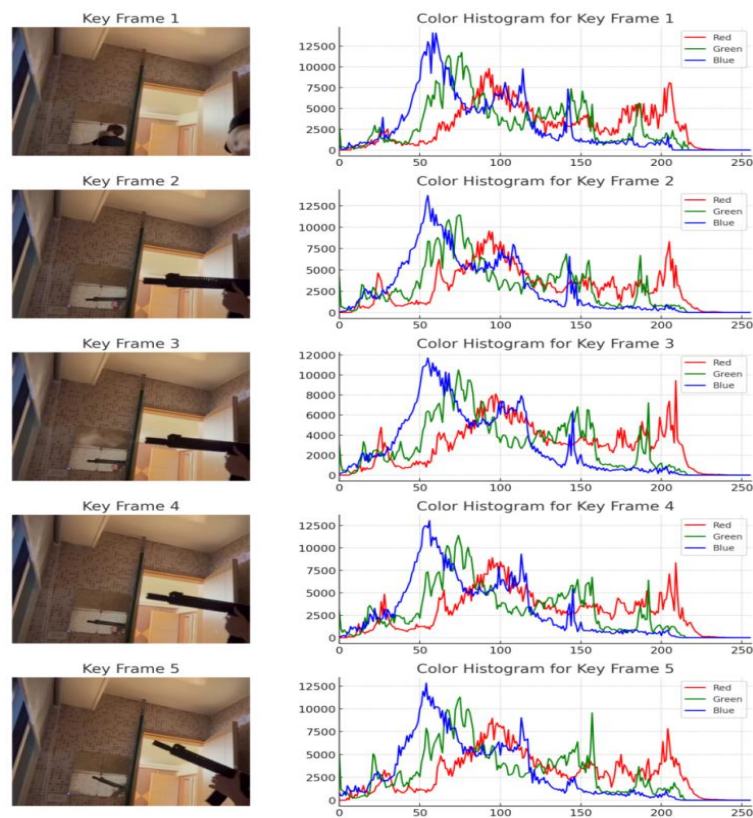 Key Frame 1
Color Histogram for Key Frame 1
12500
10000
7500
5000
2500
0
0 50 100 150 200 250
Red
Green
Blue
Key Frame 2
Color Histogram for Key Frame 2
12500
10000
7500
5000
2500
0
0 50 100 150 200 250
Red
Green
Blue
Key Frame 3
Color Histogram for Key Frame 3
12000
10000
8000
6000
4000
2000
0
0 50 100 150 200 250
Red
Green
Blue
Key Frame 4
Color Histogram for Key Frame 4
12500
10000
7500
5000
2500
0
0 50 100 150 200 250
Red
Green
Blue
Key Frame 5
Color Histogram for Key Frame 5
12500
10000
7500
5000
2500
0
0 50 100 150 200 250
Red
Green
Blue